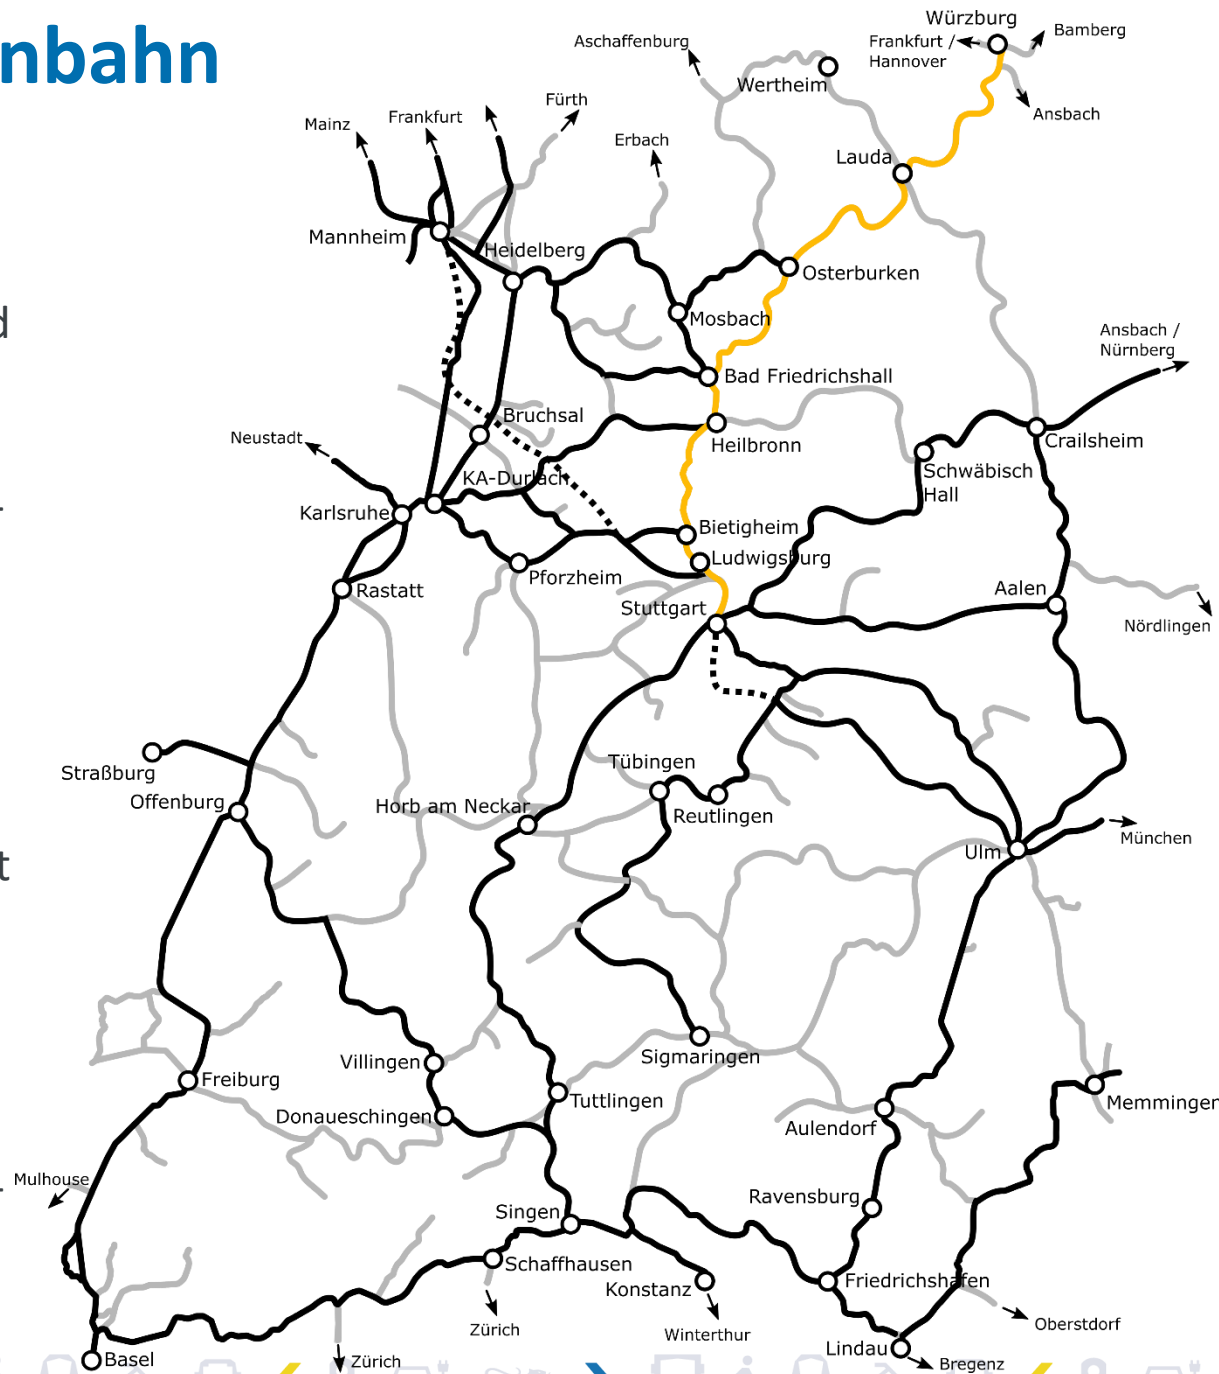 nbahn
Würzburg
Frankfurt /
Hannover
Bamberg
Aschaffenburg
Wertheim
Ansbach
Fürth
Mainz
Frankfurt
Erbach
Lauda
Mannheim
Heidelberg
Osterburken
Mosbach
d
Ansbach /
Nürnberg
Bad Friedrichshall
Bruchsal
Neustadt
Heilbronn
Crailsheim
KA-Durlach
Schwäbisch
Hall
Karlsruhe
Bietigheim
Ludwigsburg
Pforzheim
Rastatt
Aalen
Stuttgart
Nördlingen
Tübingen
Straßburg
Offenburg
Horb am Neckar
Reutlingen
München
Ulm
t
Sigmaringen
Villingen
Freiburg
Tuttlingen
Memmingen
Donaueschingen
Aulendorf
Mulhouse
Ravensburg
Singen
Schaffhausen
Konstanz
Friedrichshafen
Zürich
Winterthur
Oberstdorf
Lindau
Basel
Zürich
Bregenz